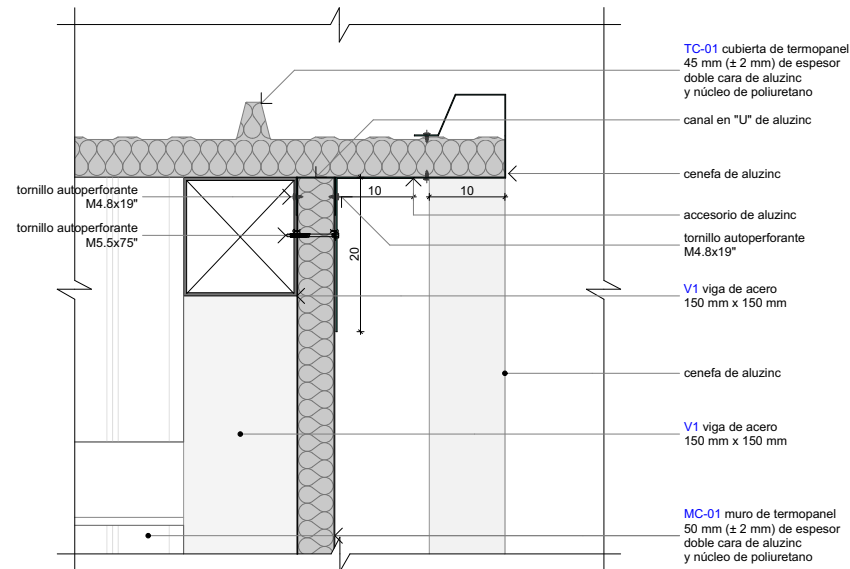 TC-01 cubierta de termopanel
45 mm (± 2 mm) de espesor
doble cara de aluzinc
y núcleo de poliuretano
canal en "U" de aluzinc
cenefa de aluzinc
tornillo autoperforante
M4.8x19"
10
10
accesorio de aluzinc
tornillo autoperforante
M5.5x75"
tornillo autoperforante
M4.8x19"
20
V1 viga de acero
150 mm x 150 mm
cenefa de aluzinc
V1 viga de acero
150 mm x 150 mm
MC-01 muro de termopanel
50 mm (± 2 mm) de espesor
doble cara de aluzinc
y núcleo de poliuretano